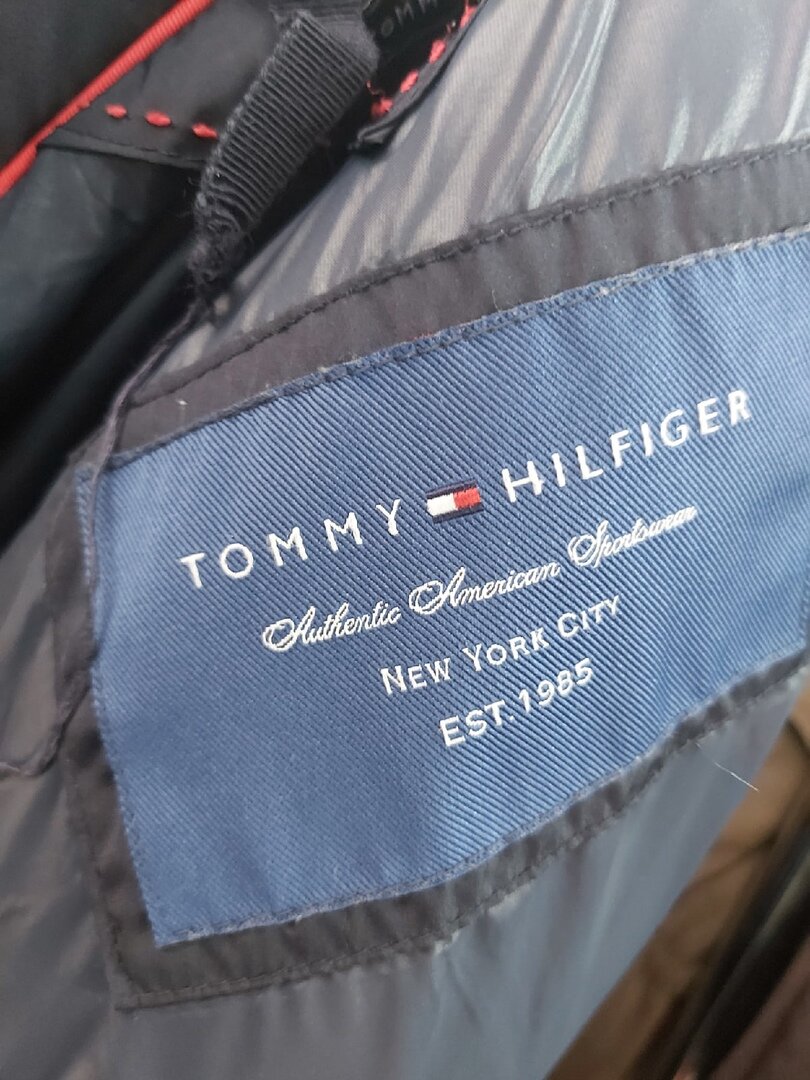 TOMMY HILFIGER
Authentic American Sportswear
NEW YORK CITY
EST. 1985